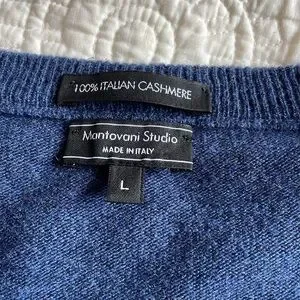 100% ITALIAN CASHMERE
Mantovani Studio
MADE IN ITALY
L